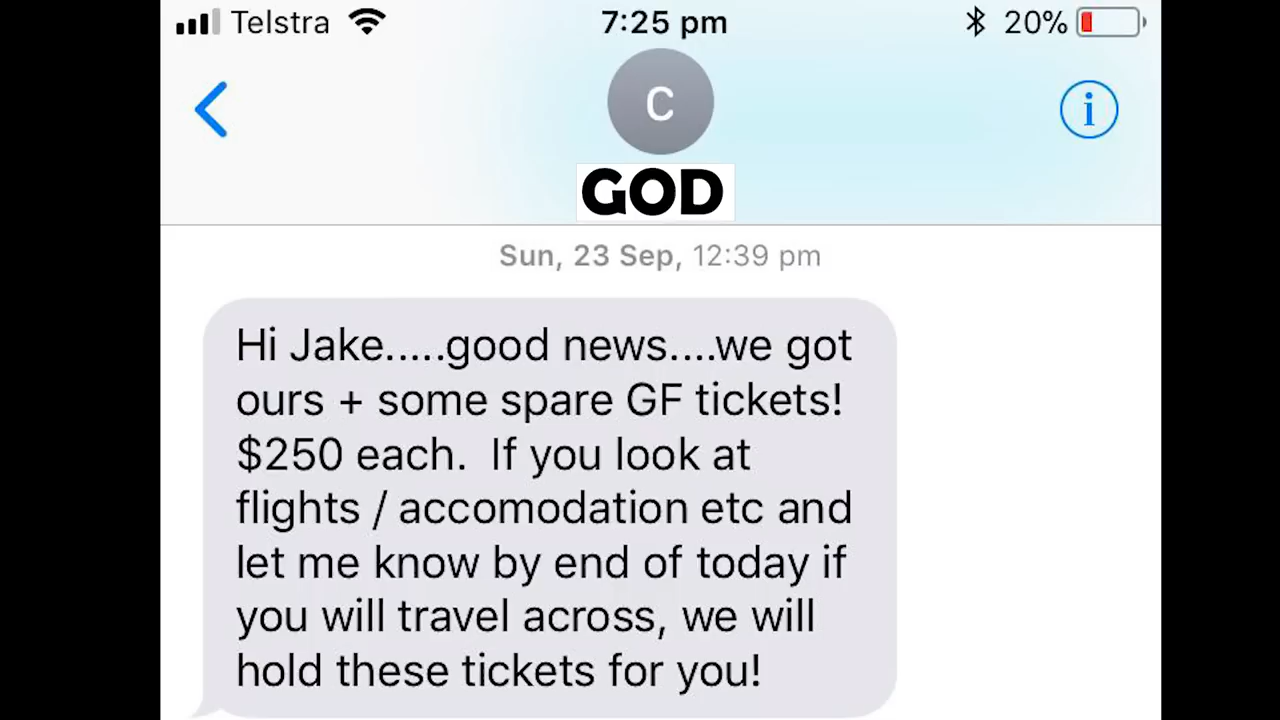 Telstra 7:25 pm 20%
C
i
GOD
Sun, 23 Sep, 12:39 pm
Hi Jake.....good news....we got
ours + some spare GF tickets!
$250 each.  If you look at
flights / accomodation etc and
let me know by end of today if
you will travel across, we will
hold these tickets for you!